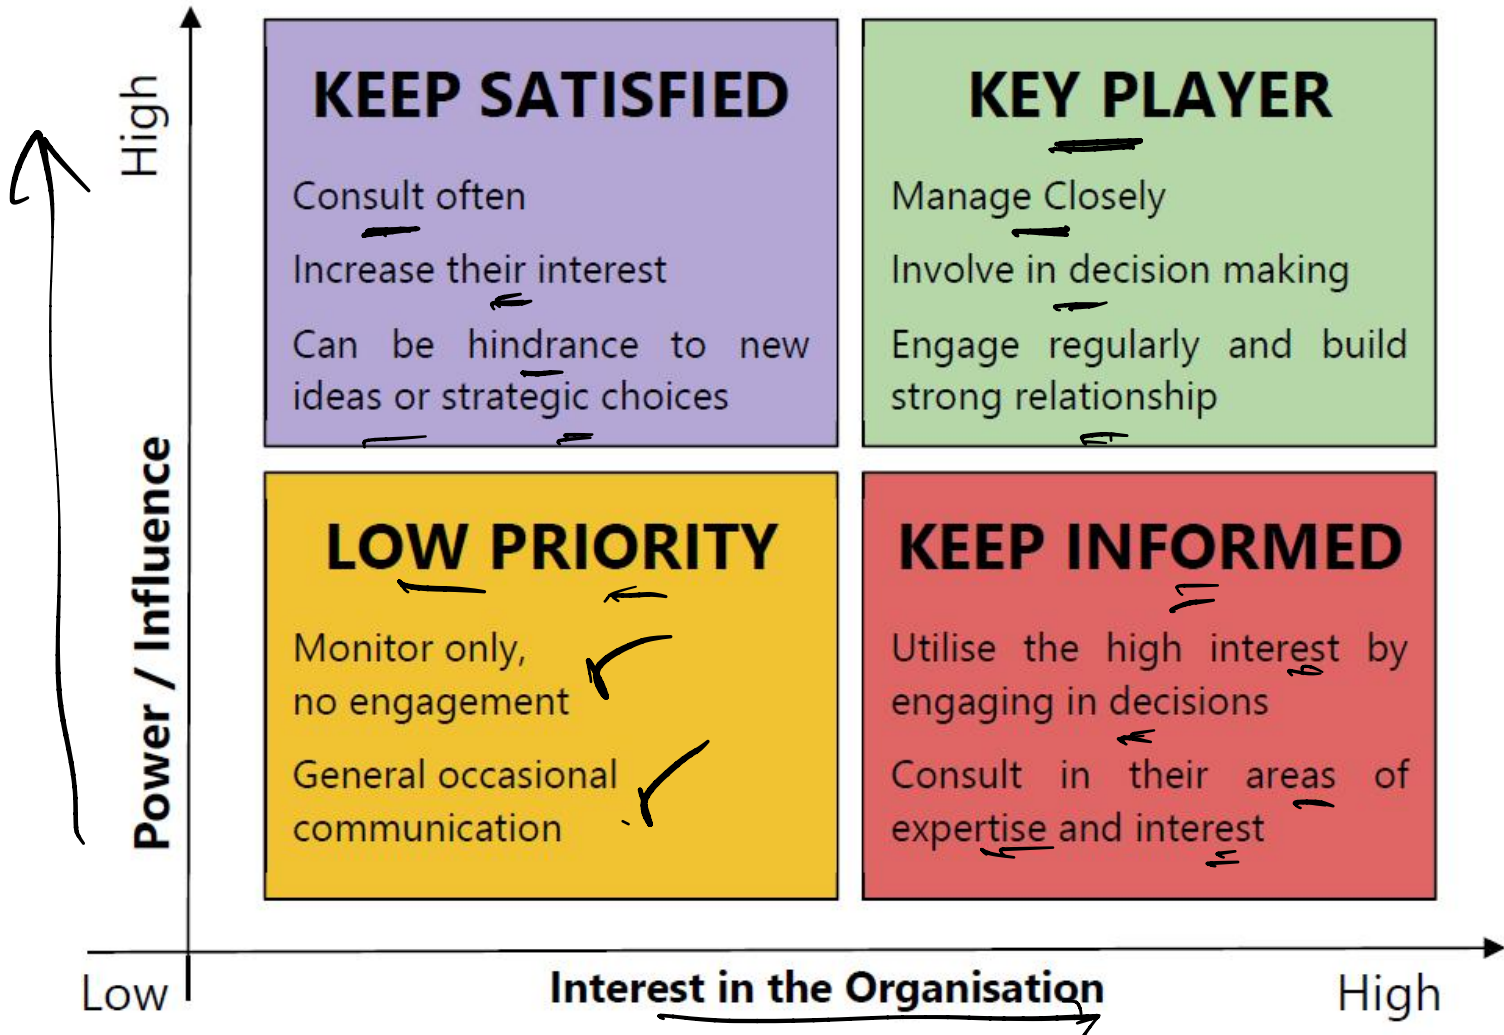 High
Power / Influence
KEEP SATISFIED
Consult often
Increase their interest
Can be hindrance to new
ideas or strategic choices
KEY PLAYER
Manage Closely
Involve in decision making
Engage regularly and build
strong relationship
LOW PRIORITY
Monitor only,
no engagement
General occasional
communication
KEEP INFORMED
Utilise the high interest by
engaging in decisions
Consult in their areas of
expertise and interest
Low
Interest in the Organisation
High